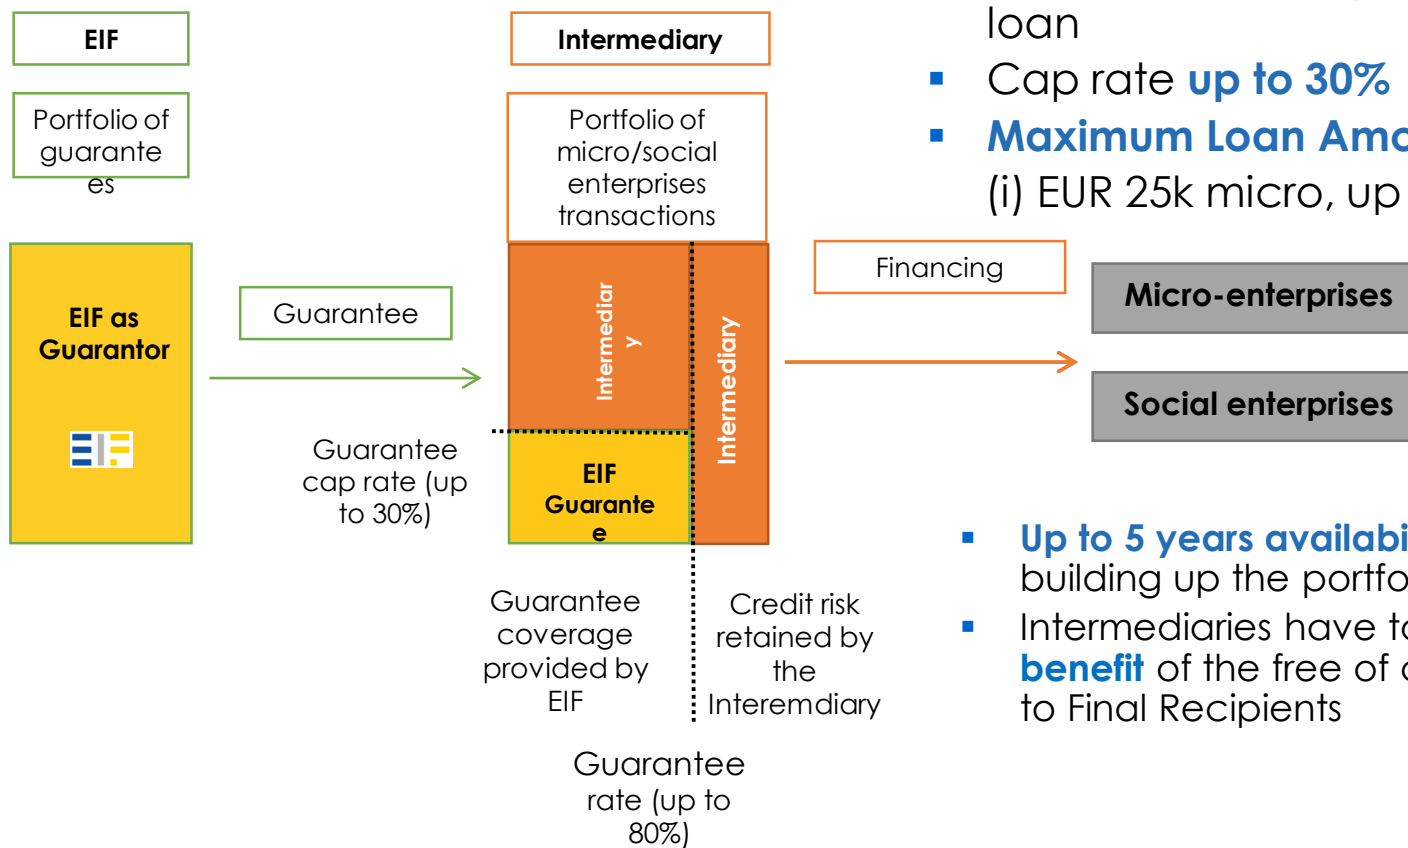 EIF
Intermediary
loan
Cap rate up to 30%
Maximum Loan
(i) EUR 25k micro, up
Portfolio of
guarante
es
Portfolio of
micro/social
enterprises
transactions
EIF as
Guarantor
EIF
Guarantee
Guarantee
cap rate (up
to 30%)
Intermediar
y
Intermediary
EIF
Guarante
e
Financing
Micro-enterprises
Social enterprises
Guarantee
coverage
provided by
EIF
Credit risk
retained by
the
Interemdiary
Guarantee
rate (up to
80%)
Up to 5 years
building up the
Intermediaries have
benefit of the free of
to Final Recipients